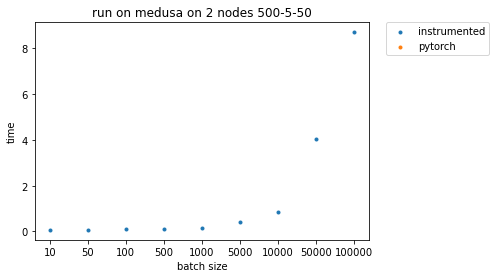 run on medusa on 2 nodes 500-5-50
instrumented
pytorch
8
6
4
2
0
time
10 50 100 500 1000 5000 10000 50000 100000
batch size